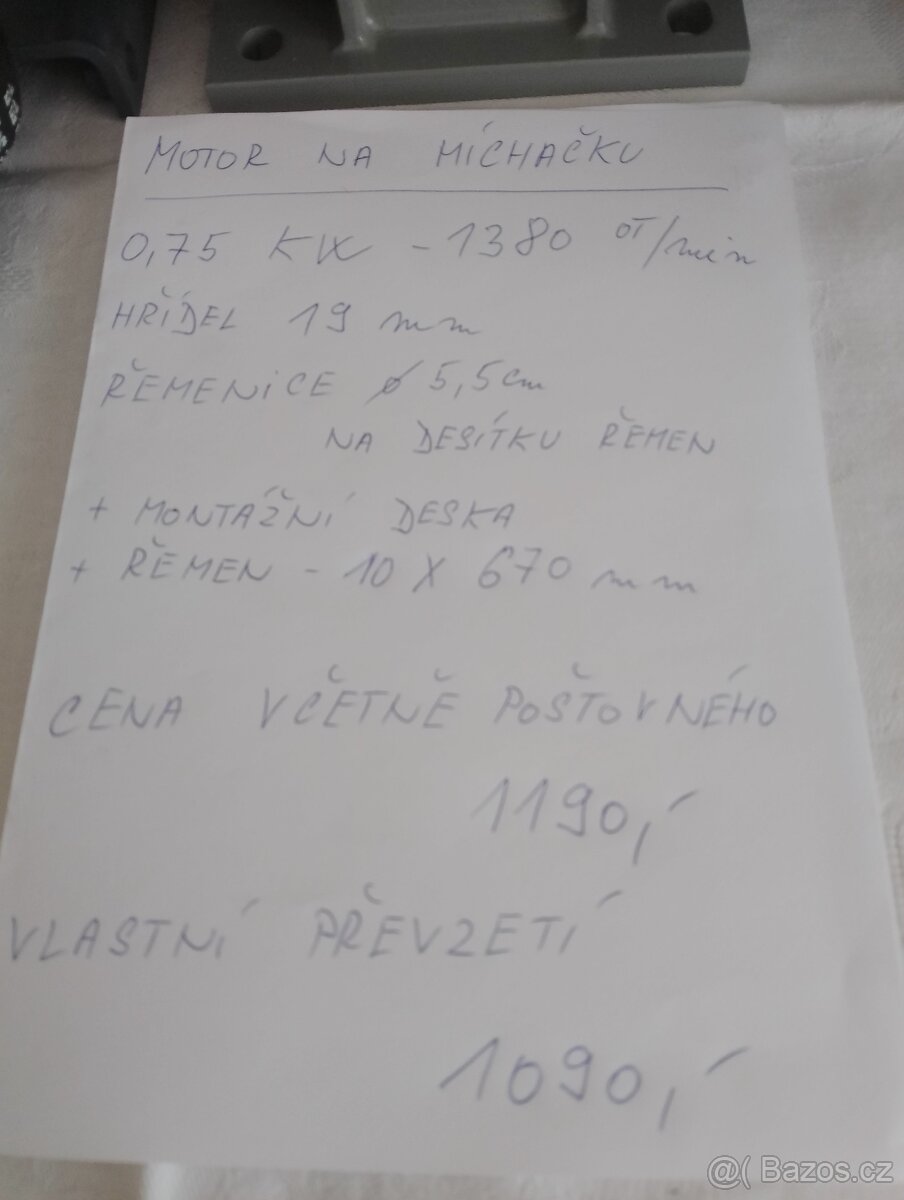 MOTOR NA MÍCHAČKU
0,75 KW - 1380 OT/min
HŘÍDEL 19 mm
ŘEMENICE ⌀ 5,5cm
NA DESÍTKU ŘEMEN
+ MONTÁŽNÍ DESKA
+ ŘEMEN - 10 X 670 mm
CENA VČETNĚ POŠTOVNÉHO
1190,-
VLASTNÍ PŘEVZETÍ
1090,-
@( Bazos.cz